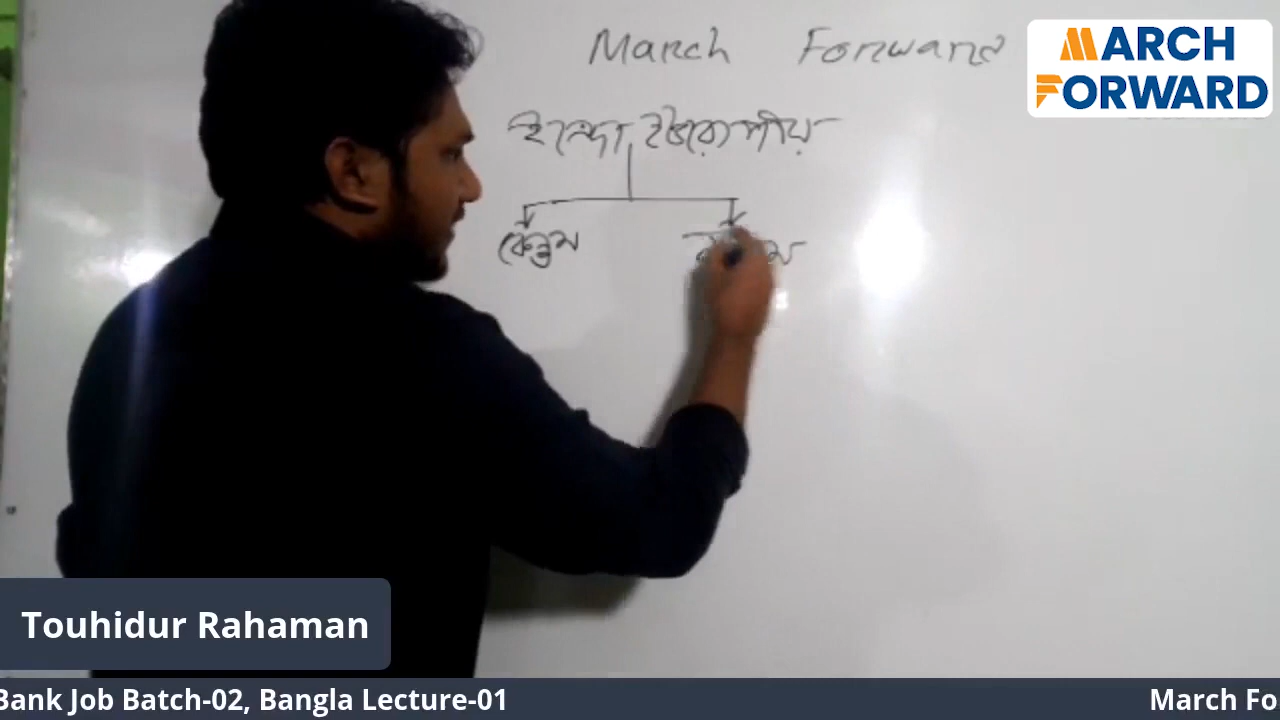 March Forward
MARCH
FORWARD
ইন্দো ইউরোপীয়
কেন্তুম
Touhidur Rahaman
Bank Job Batch-02, Bangla Lecture-01
March Fo